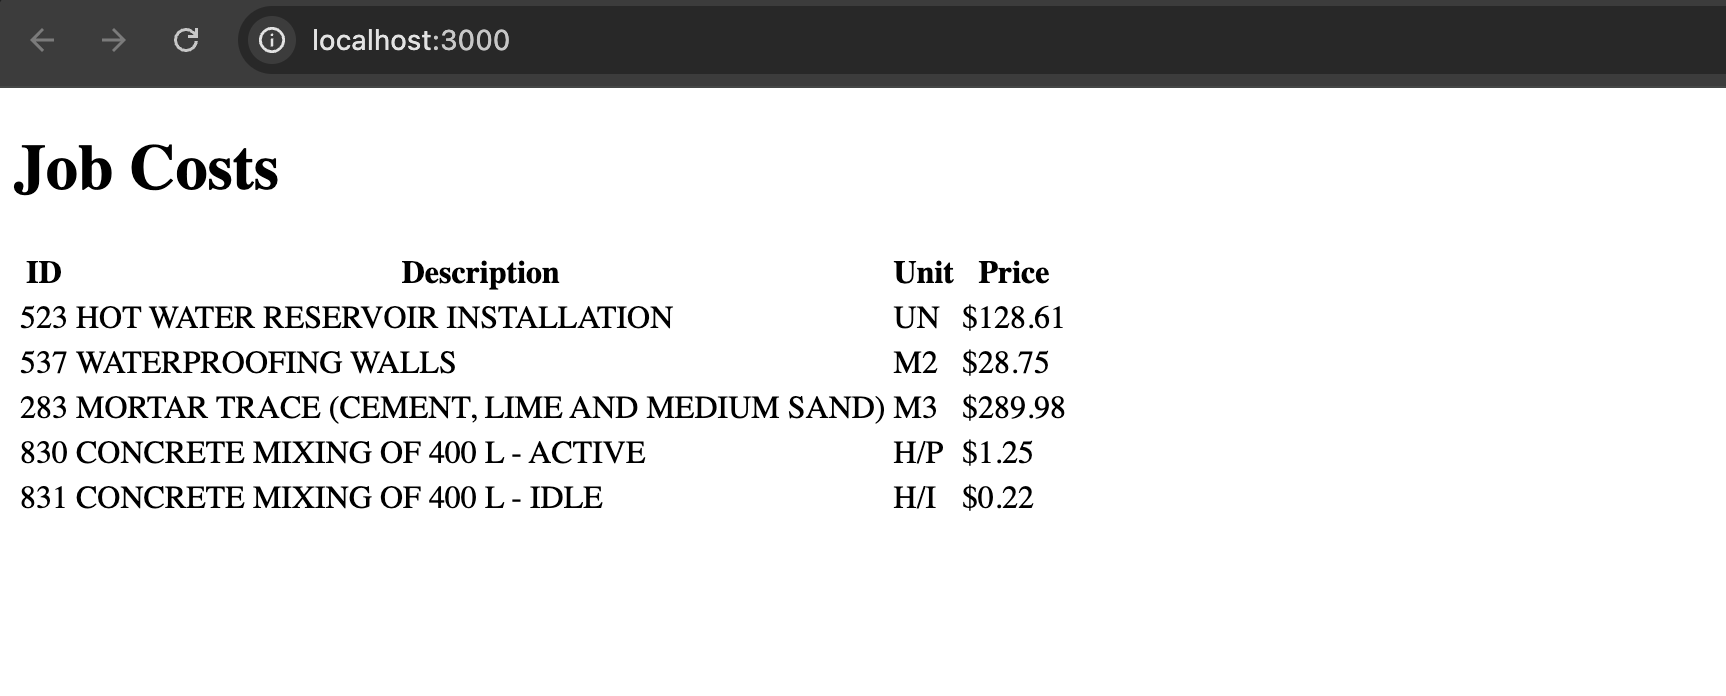 localhost:3000
Job Costs
ID Description Unit Price
523 HOT WATER RESERVOIR INSTALLATION UN $128.61
537 WATERPROOFING WALLS M2 $28.75
283 MORTAR TRACE (CEMENT, LIME AND MEDIUM SAND) M3 $289.98
830 CONCRETE MIXING OF 400 L - ACTIVE H/P $1.25
831 CONCRETE MIXING OF 400 L - IDLE H/I $0.22